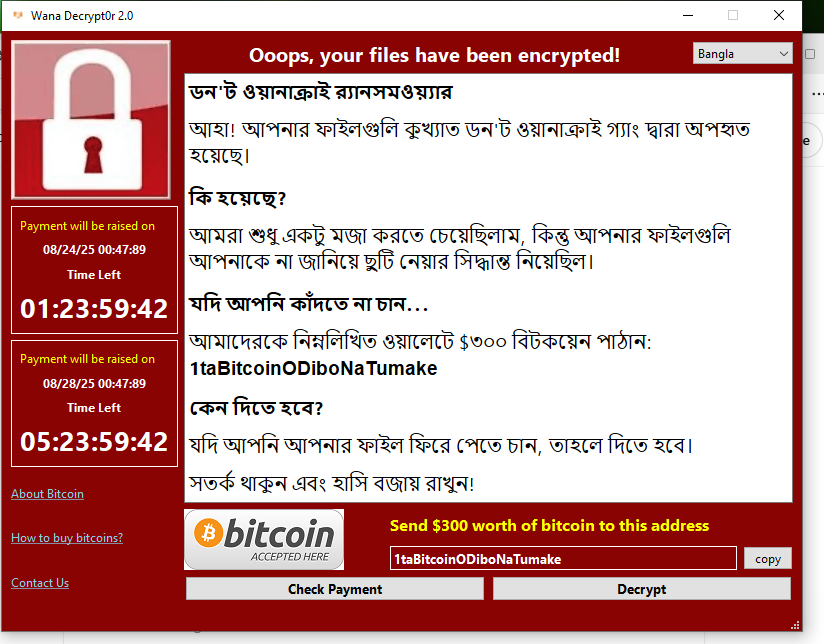 Wana Decrypt0r 2.0
Ooops, your files have been encrypted!
Bangla
ডন'ট ওয়ানাক্রাই র‍্যানসমওয়্যার
আহা! আপনার ফাইলগুলি কুখ্যাত ডন'ট ওয়ানাক্রাই গ্যাং দ্বারা অপহৃত
হয়েছে।
কি হয়েছে?
আমরা শুধু একটু মজা করতে চেয়েছিলাম, কিন্তু আপনার ফাইলগুলি
আপনাকে না জানিয়ে ছুটি নেয়ার সিদ্ধান্ত নিয়েছিল।
যদি আপনি কাঁদতে না চান...
আমাদেরকে নিম্নলিখিত ওয়ালেটে $৩০০ বিটকয়েন পাঠান:
1taBitcoinODiboNaTumake
কেন দিতে হবে?
যদি আপনি আপনার ফাইল ফিরে পেতে চান, তাহলে দিতে হবে।
সতর্ক থাকুন এবং হাসি বজায় রাখুন!
Payment will be raised on
08/24/25 00:47:89
Time Left
01:23:59:42
Payment will be raised on
08/28/25 00:47:89
Time Left
05:23:59:42
About Bitcoin
How to buy bitcoins?
Contact Us
bitcoin
ACCEPTED HERE
Send $300 worth of bitcoin to this address
1taBitcoinODiboNaTumake
copy
Check Payment
Decrypt